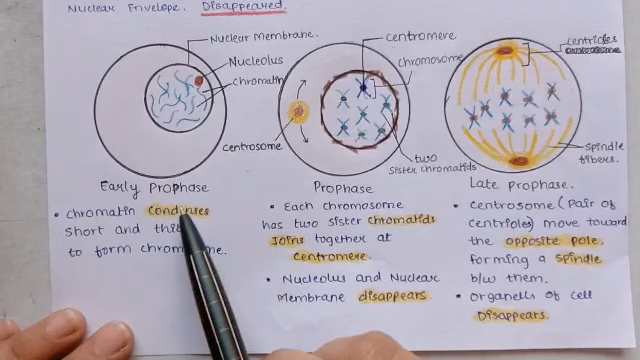 Nuclear Envelope. Disappeared
Nuclear Membrane.
Nucleolus
chromatin
centrosome
centromere
chromosome
two
sister chromatids
centrioles
spindle
fibers.
Early Prophase
• chromatin condinses
short and
to form
Prophase
• Each chromosome
has two sister chromatids
Joins together at
centromere.
• Nucleolus and Nuclear
Membrane disappears
Late Prophase.
• centrosome (pair of
centrioles) move toward
the opposite pole.
forming a spindle
b/w them.
• organells of cell
Disappears.